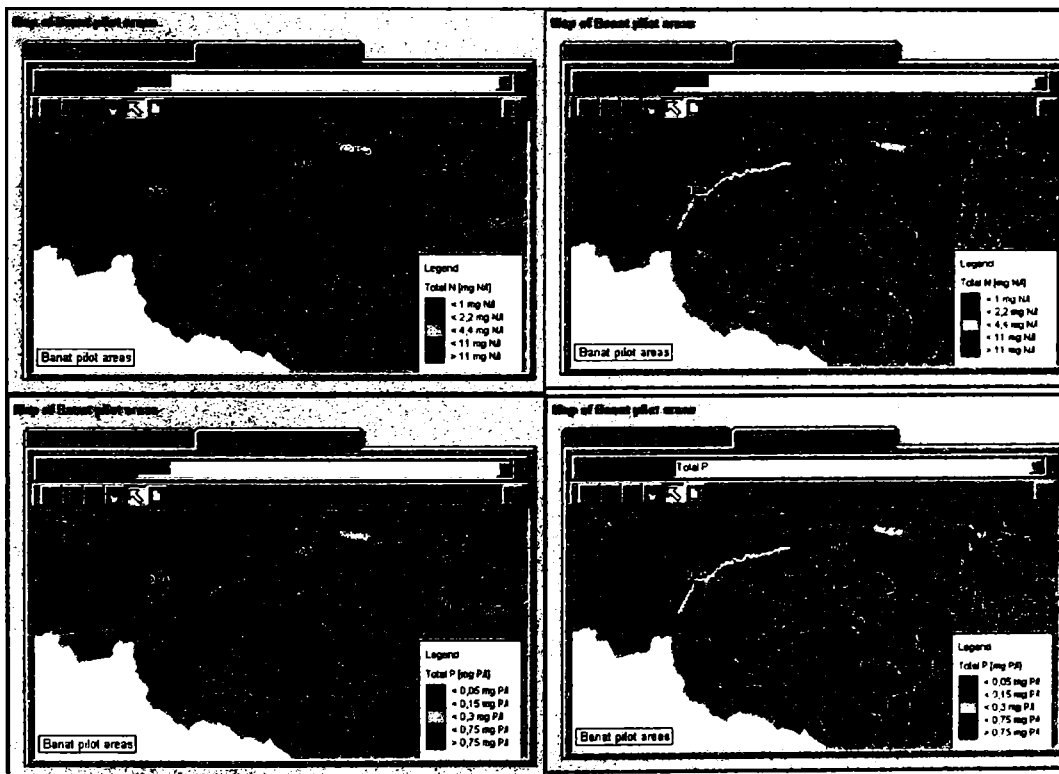 Map of Banat pilot areas
Legend
Total N [mg N/l]
< 1 mg N/l
< 2,2 mg N/l
< 4,4 mg N/l
< 11 mg N/l
> 11 mg N/l
Banat pilot areas
Map of Banat pilot areas
Legend
Total N [mg N/l]
< 1 mg N/l
< 2,2 mg N/l
< 4,4 mg N/l
< 11 mg N/l
> 11 mg N/l
Banat pilot areas
Map of Banat pilot areas
Legend
Total P [mg P/l]
< 0,05 mg P/l
< 0,15 mg P/l
< 0,3 mg P/l
< 0,75 mg P/l
> 0,75 mg P/l
Banat pilot areas
Map of Banat pilot areas
Total P
Legend
Total P [mg P/l]
< 0,05 mg P/l
< 0,15 mg P/l
< 0,3 mg P/l
< 0,75 mg P/l
> 0,75 mg P/l
Banat pilot areas